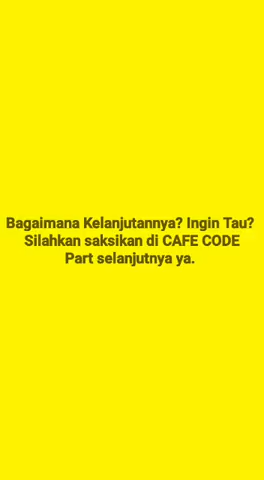 Bagaimana Kelanjutannya? Ingin Tau?
Silahkan saksikan di CAFE CODE
Part selanjutnya ya.